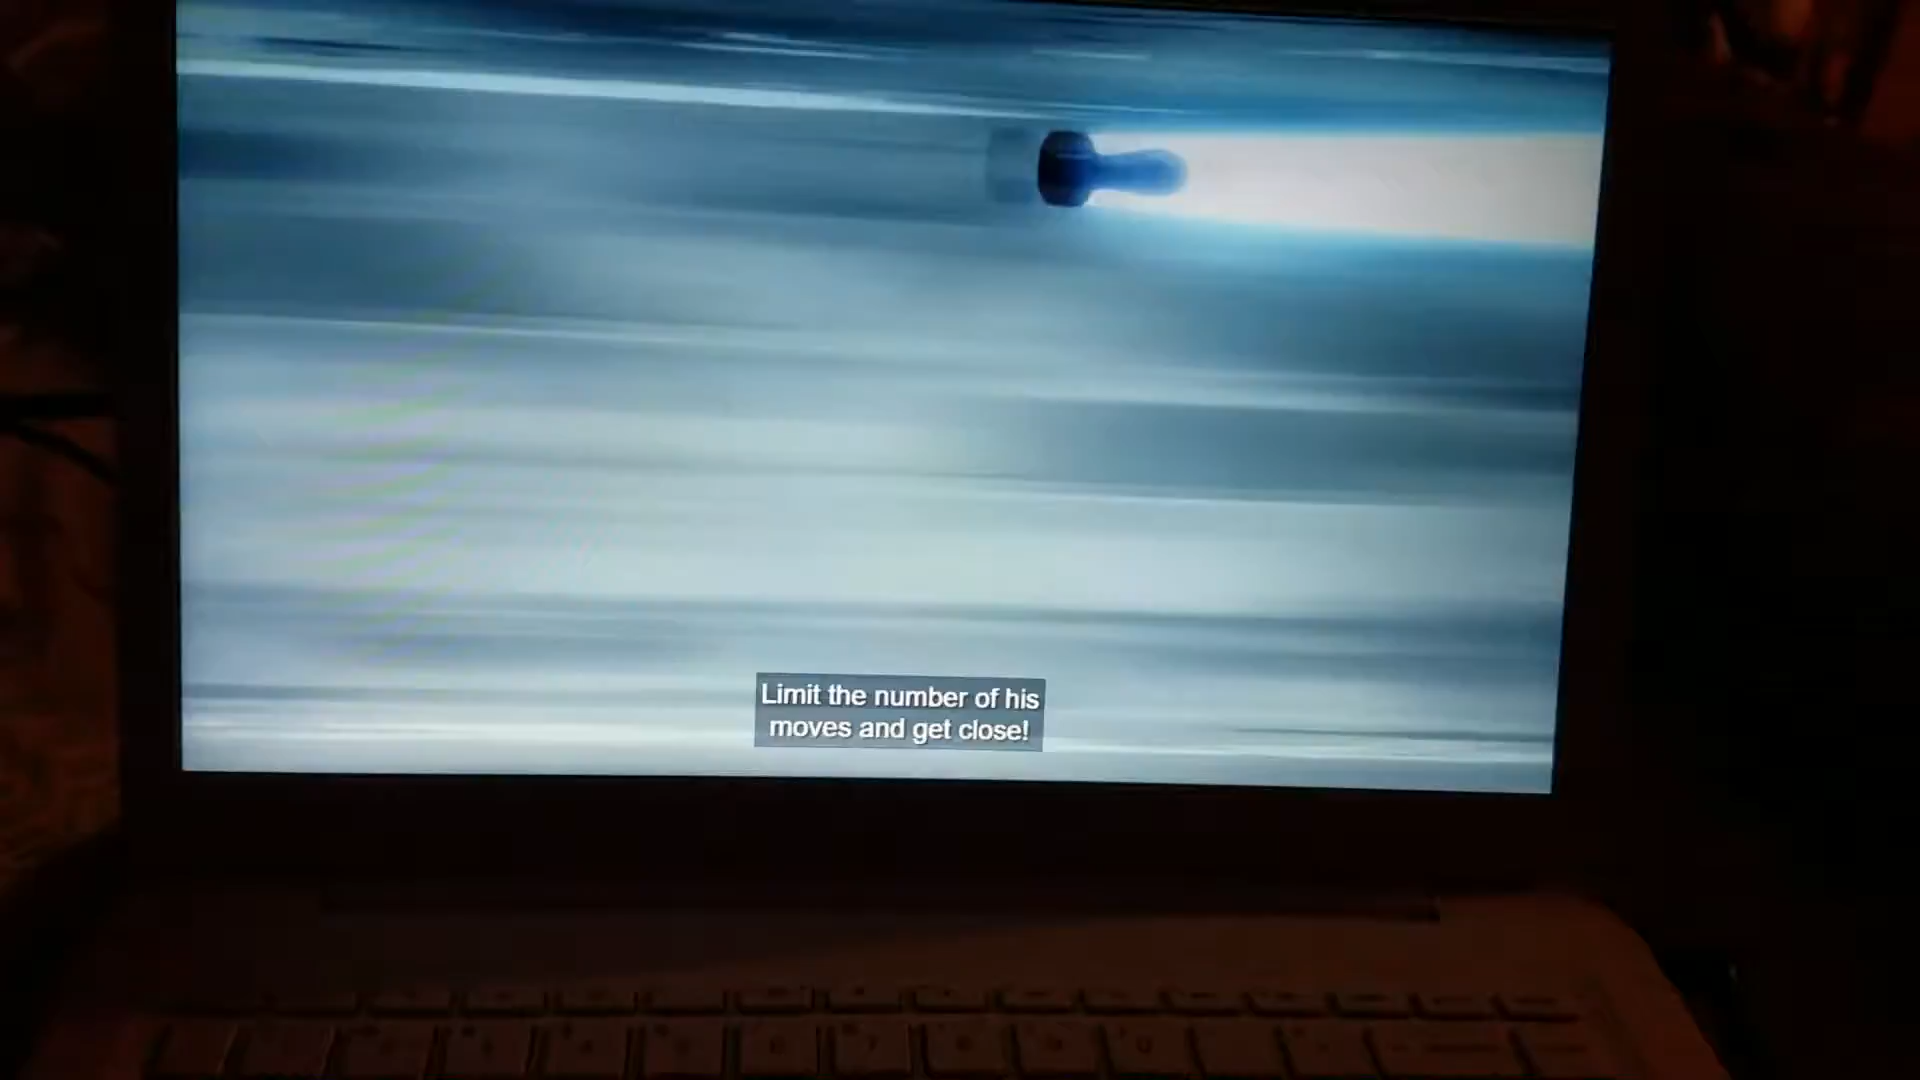 Limit the number of his
moves and get close!